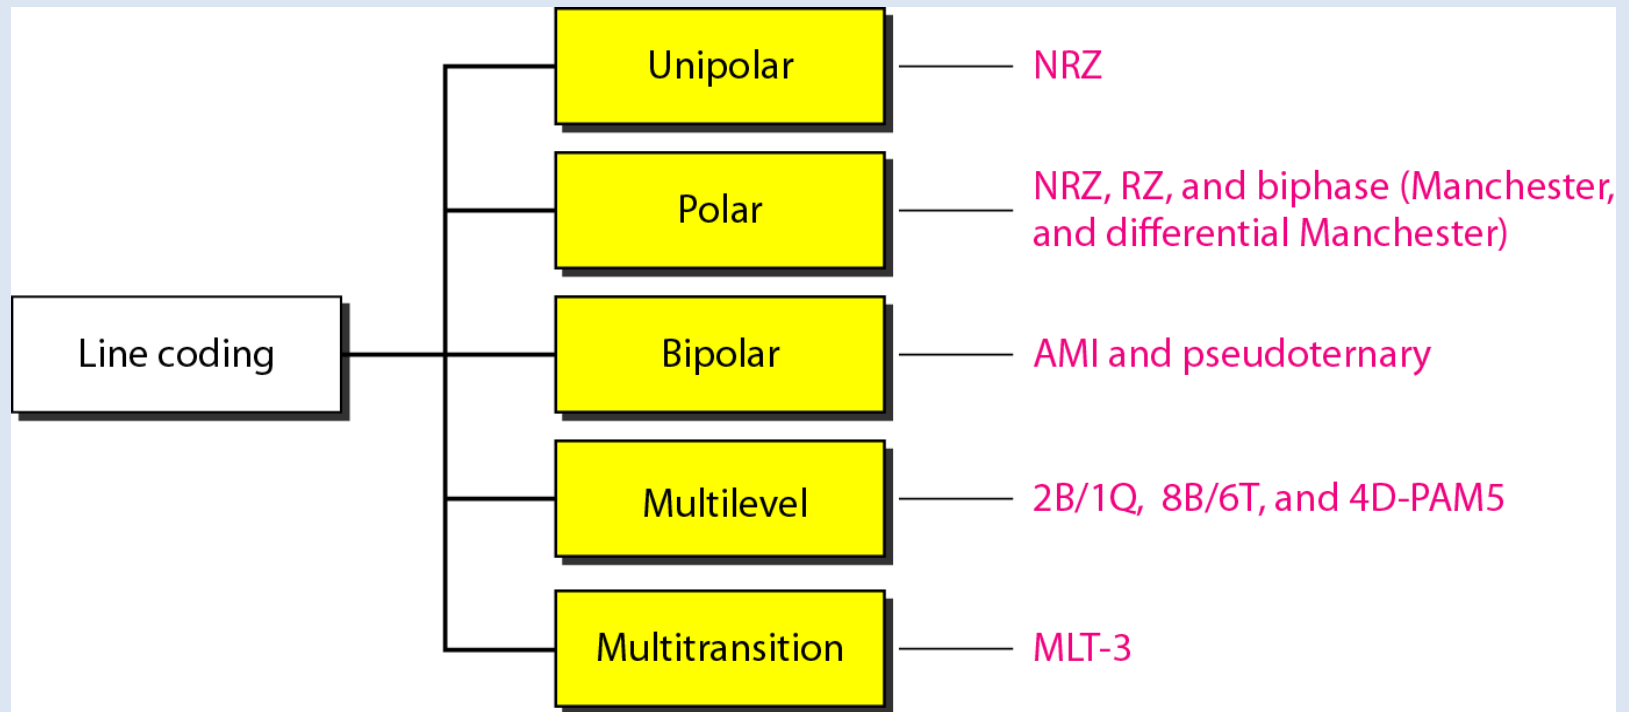 Line coding
Unipolar
NRZ
Polar
NRZ, RZ, and biphase (Manchester,
and differential Manchester)
Bipolar
AMI and pseudoternary
Multilevel
2B/1Q,  8B/6T, and 4D-PAM5
Multitransition
MLT-3